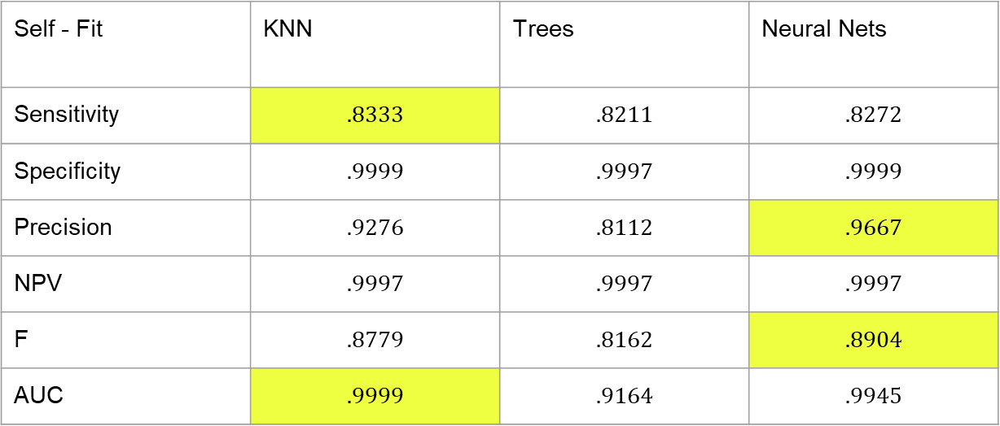 Self - Fit KNN Trees Neural Nets
Sensitivity .8333 .8211 .8272
Specificity .9999 .9997 .9999
Precision .9276 .8112 .9667
NPV .9997 .9997 .9997
F .8779 .8162 .8904
AUC .9999 .9164 .9945